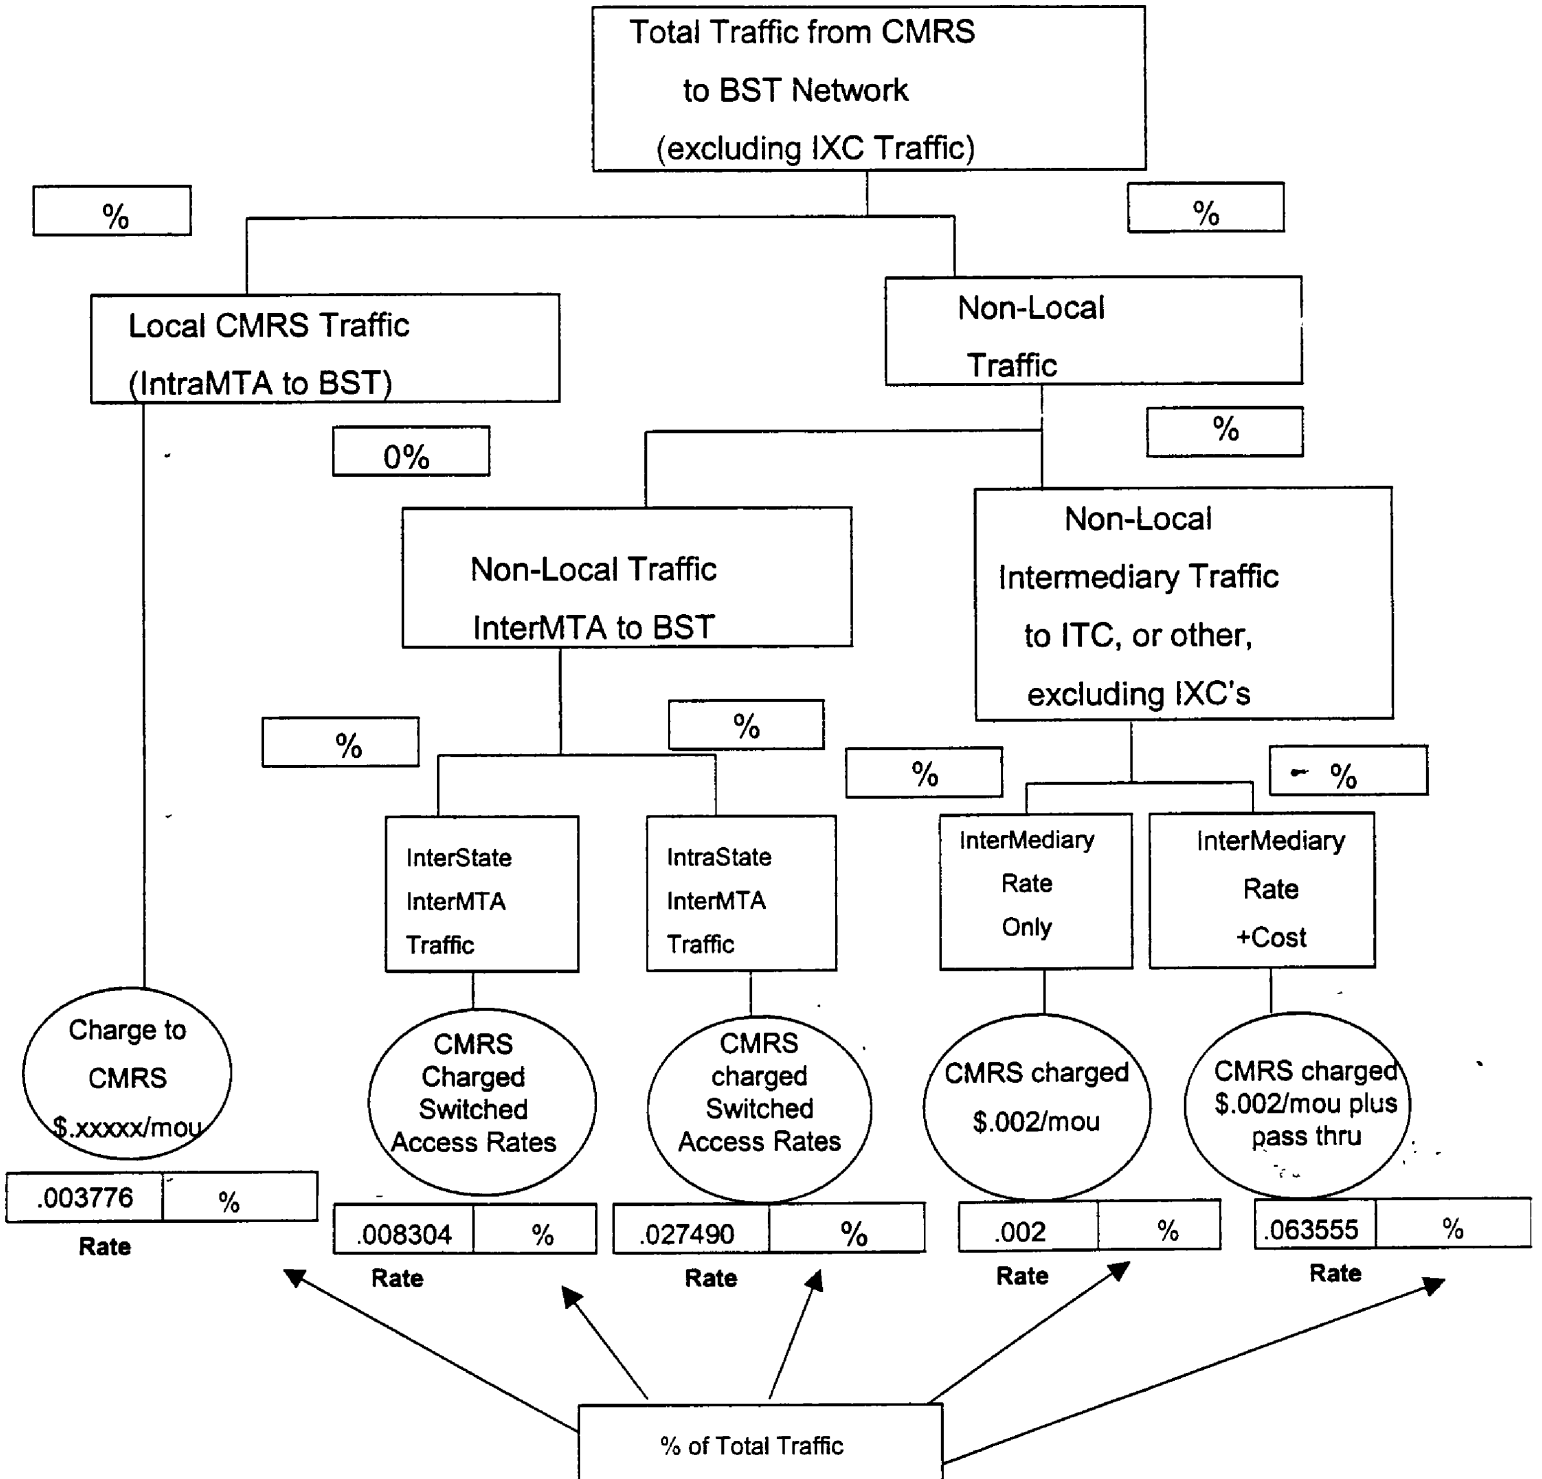 Total Traffic from CMRS
to BST Network
(excluding IXC Traffic)
%
%
Local CMRS Traffic
(IntraMTA to BST)
Non-Local
Traffic
0%
%
Non-Local Traffic
InterMTA to BST
Non-Local
Intermediary Traffic
to ITC, or other,
excluding IXC's
%
%
%
%
InterState
InterMTA
Traffic
IntraState
InterMTA
Traffic
InterMediary
Rate
Only
InterMediary
Rate
+Cost
Charge to
CMRS
$.xxxxx/mou
CMRS
Charged
Switched
Access Rates
CMRS
charged
Switched
Access Rates
CMRS charged
$.002/mou
CMRS charged
$.002/mou plus
pass thru
.003776 %
Rate
.008304 %
Rate
.027490 %
Rate
.002 %
Rate
.063555 %
Rate
% of Total Traffic